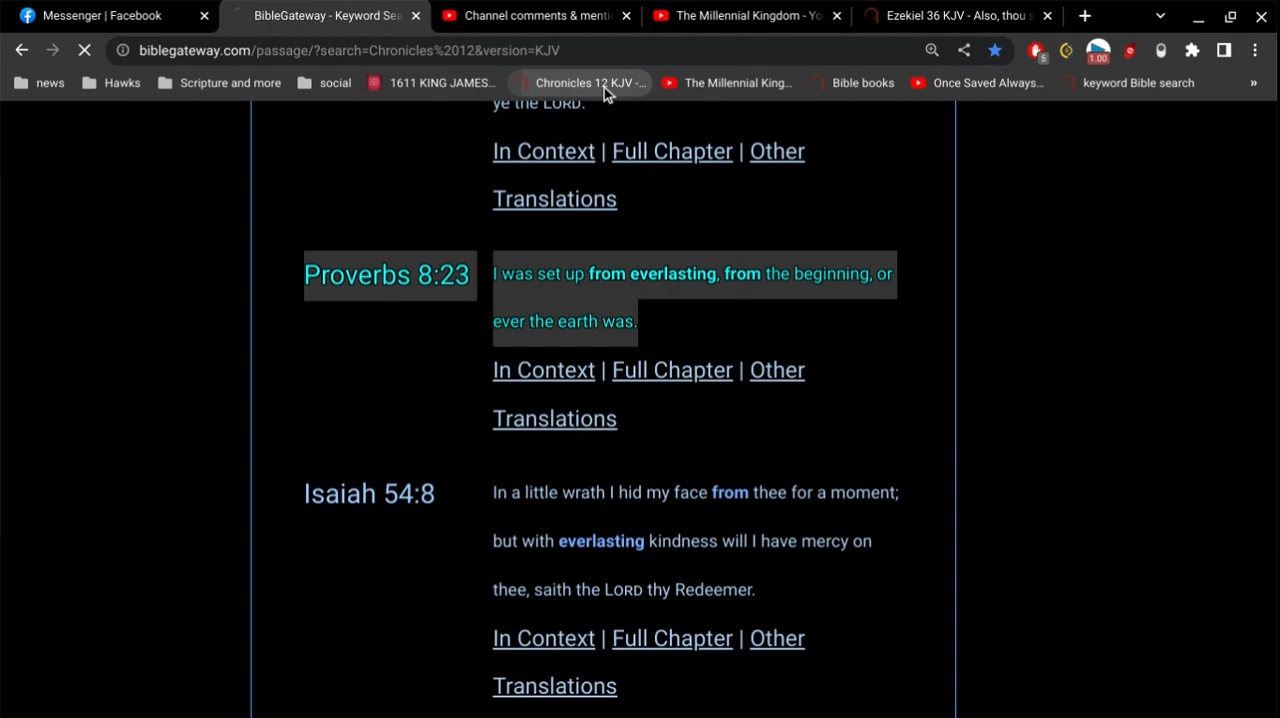 Messenger | Facebook
BibleGateway - Keyword Sea
Channel comments & menti
The Millennial Kingdom - Yo
Ezekiel 36 KJV - Also, thou s
biblegateway.com/passage/?search=Chronicles%2012&version=KJV
5
1.00
news
Hawks
Scripture and more
social
1611 KING JAMES...
Chronicles 12 KJV -...
The Millennial King...
Bible books
Once Saved Always...
keyword Bible search
»
ye the LORD.
In Context | Full Chapter | Other
Translations
Proverbs 8:23
I was set up from everlasting, from the beginning, or
ever the earth was.
In Context | Full Chapter | Other
Translations
Isaiah 54:8
In a little wrath I hid my face from thee for a moment;
but with everlasting kindness will I have mercy on
thee, saith the LORD thy Redeemer.
In Context | Full Chapter | Other
Translations